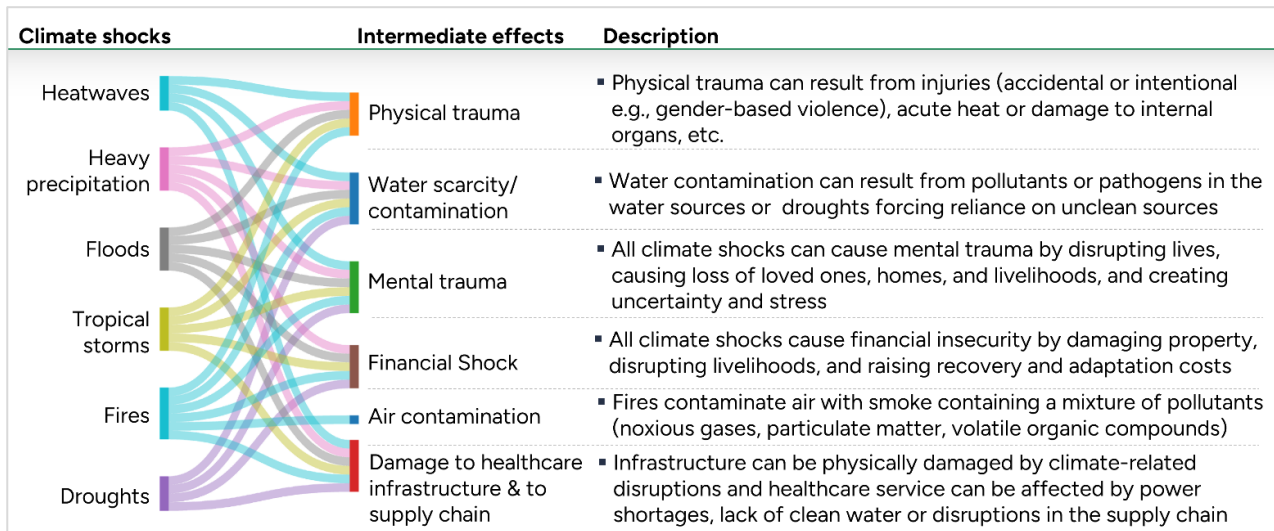 Climate shocks
Intermediate effects
Description
Heatwaves
Heavy
precipitation
Floods
Tropical
storms
Fires
Droughts
Physical trauma
▪ Physical trauma can result from injuries (accidental or intentional
e.g., gender-based violence), acute heat or damage to internal
organs, etc.
Water scarcity/
contamination
▪ Water contamination can result from pollutants or pathogens in the
water sources or  droughts forcing reliance on unclean sources
Mental trauma
▪ All climate shocks can cause mental trauma by disrupting lives,
causing loss of loved ones, homes, and livelihoods, and creating
uncertainty and stress
Financial Shock
▪ All climate shocks cause financial insecurity by damaging property,
disrupting livelihoods, and raising recovery and adaptation costs
Air contamination
▪ Fires contaminate air with smoke containing a mixture of pollutants
(noxious gases, particulate matter, volatile organic compounds)
Damage to healthcare
infrastructure & to
supply chain
▪ Infrastructure can be physically damaged by climate-related
disruptions and healthcare service can be affected by power
shortages, lack of clean water or disruptions in the supply chain